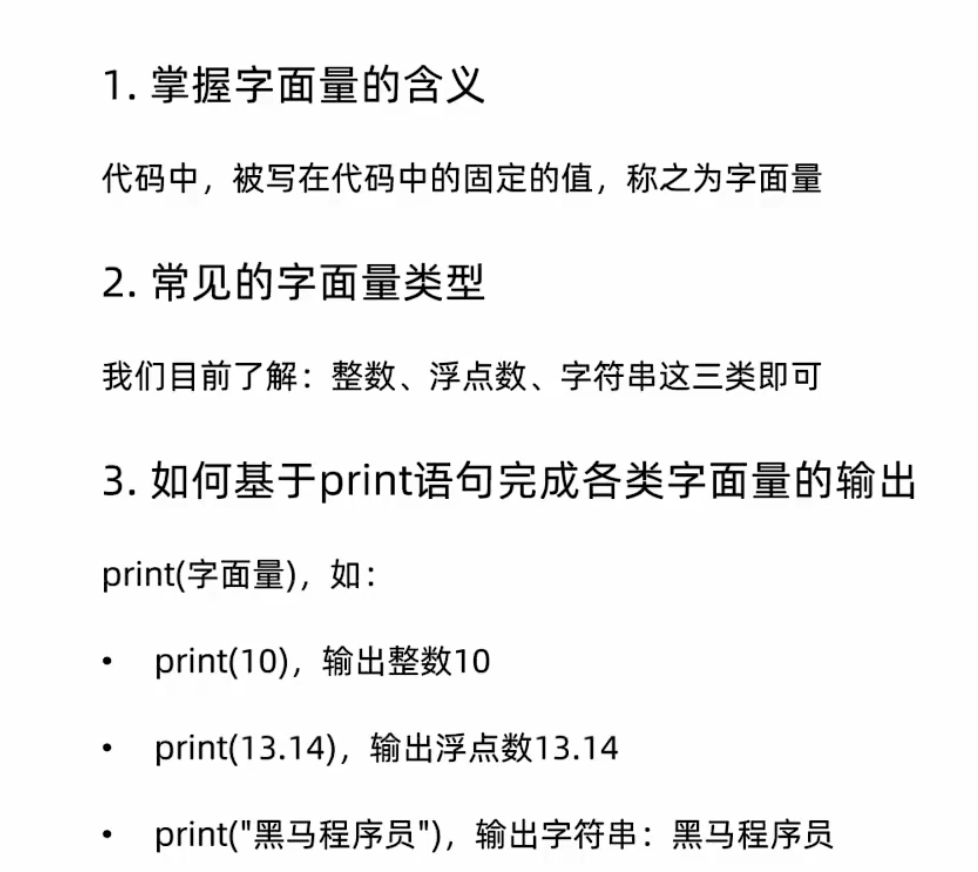 1. 掌握字面量的含义
代码中，被写在代码中的固定的值，称之为字面量
2. 常见的字面量类型
我们目前了解：整数、浮点数、字符串这三类即可
3. 如何基于print语句完成各类字面量的输出
print(字面量)，如：
• print(10)，输出整数10
• print(13.14)，输出浮点数13.14
• print("黑马程序员")，输出字符串：黑马程序员